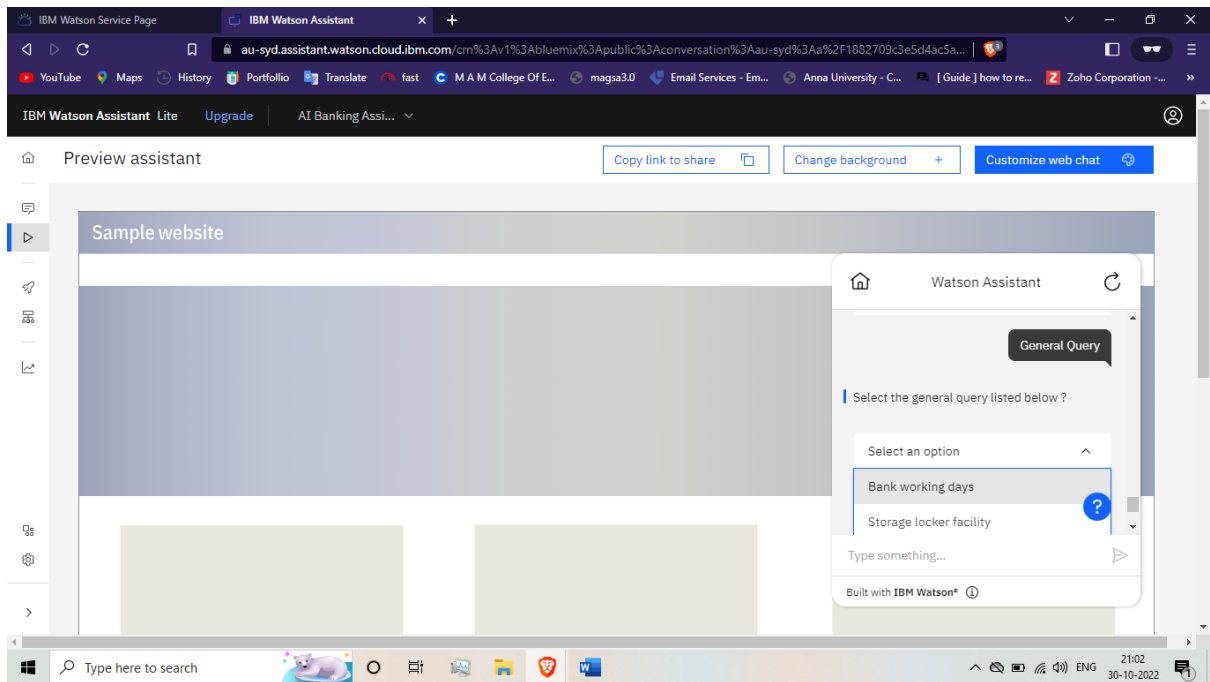 IBM Watson Service Page
IBM Watson Assistant
au-syd.assistant.watson.cloud.ibm.com/crn%3Av1%3Abluemix%3Apublic%3Aconversation%3Aau-syd%3Aa%2F1882709c3e5d4ac5a...
3
YouTube Maps History Portfollio Translate fast M A M College Of E... magsa3.0 Email Services - Em... Anna University - C... [ Guide ] how to re... Zoho Corporation -... »
IBM Watson Assistant Lite Upgrade AI Banking Assi...
Preview assistant
Copy link to share
Change background +
Customize web chat
Sample website
Watson Assistant
General Query
Select the general query listed below ?
Select an option
Bank working days
?
Storage locker facility
Type something...
Built with IBM Watson®
Type here to search
W
ENG
21:02
30-10-2022
1